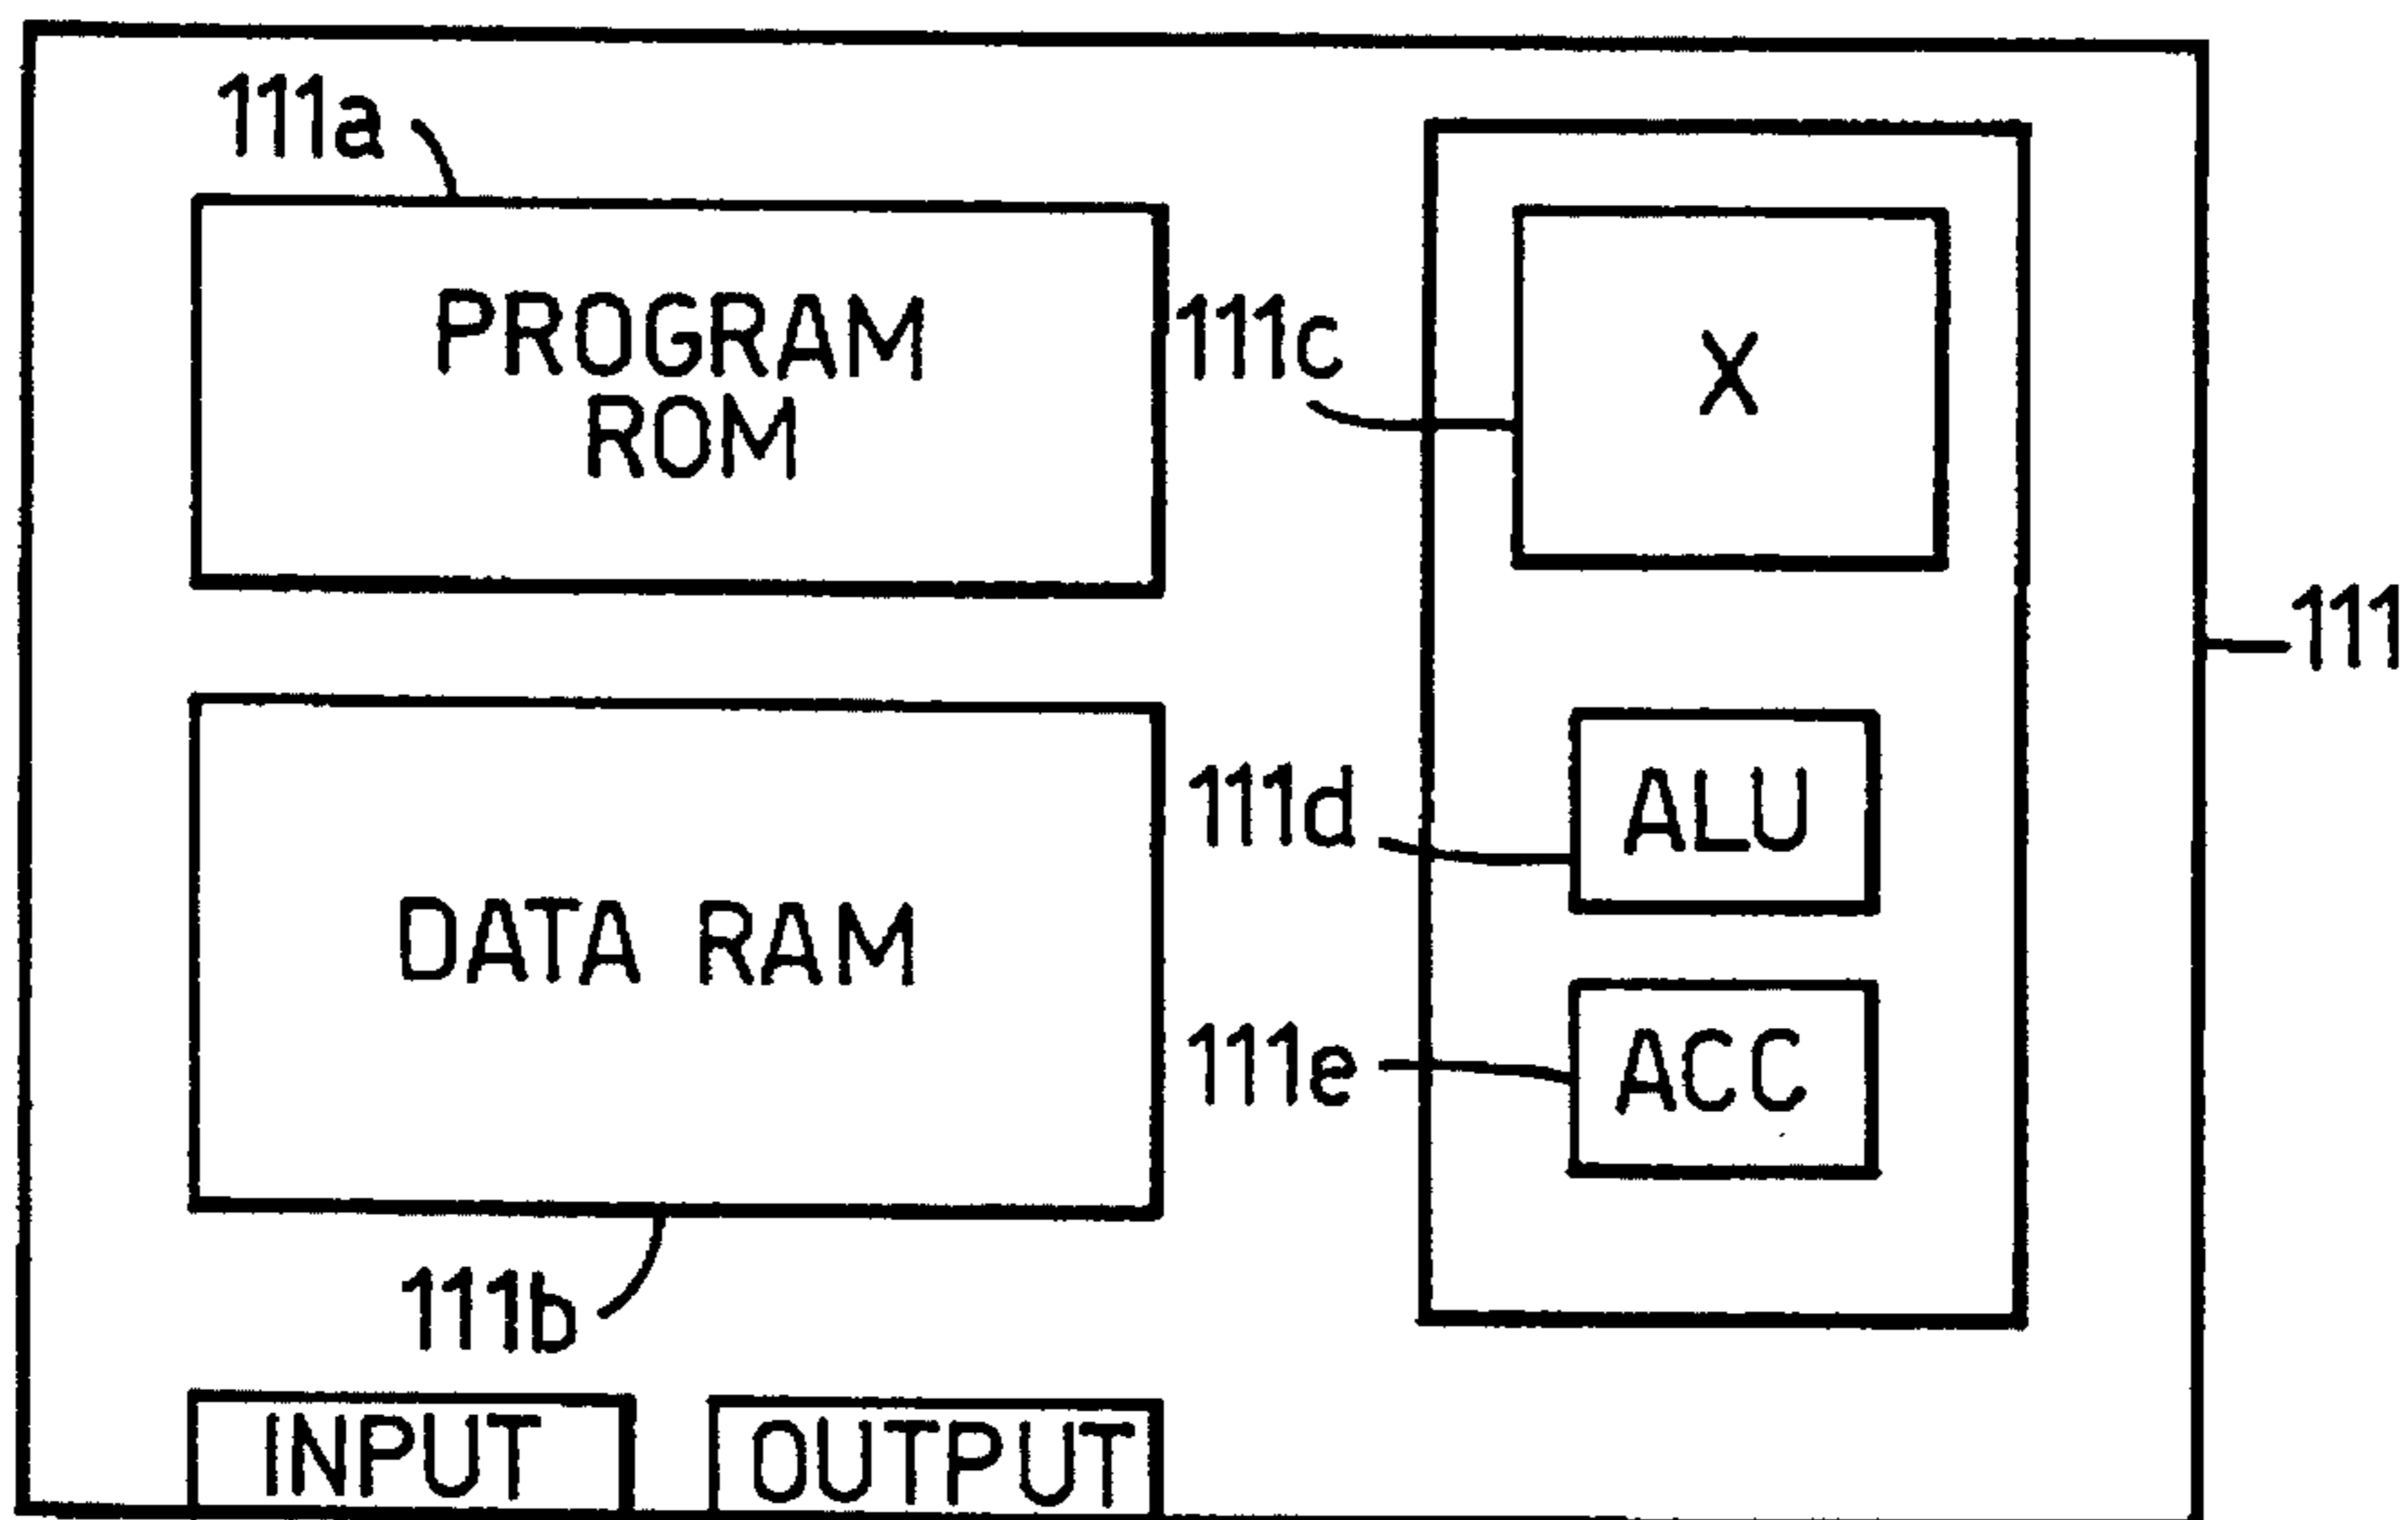 111a
PROGRAM
ROM
111c
X
111
DATA RAM
111d
ALU
111e
ACC
111b
INPUT
OUTPUT